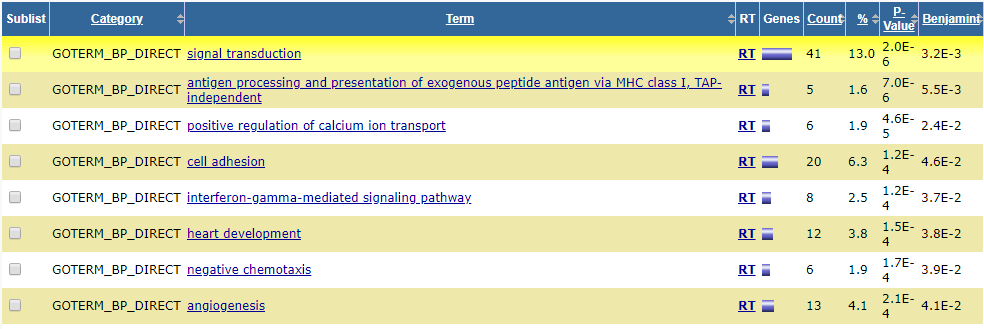 Sublist Category Term RT Genes Count % P-Value Benjamini
GOTERM_BP_DIRECT signal transduction RT 41 13.0 2.0E-6 3.2E-3
GOTERM_BP_DIRECT antigen processing and presentation of exogenous peptide antigen via MHC class I, TAP-
independent RT 5 1.6 7.0E-6 5.5E-3
GOTERM_BP_DIRECT positive regulation of calcium ion transport RT 6 1.9 4.6E-5 2.4E-2
GOTERM_BP_DIRECT cell adhesion RT 20 6.3 1.2E-4 4.6E-2
GOTERM_BP_DIRECT interferon-gamma-mediated signaling pathway RT 8 2.5 1.2E-4 3.7E-2
GOTERM_BP_DIRECT heart development RT 12 3.8 1.5E-4 3.8E-2
GOTERM_BP_DIRECT negative chemotaxis RT 6 1.9 1.7E-4 3.9E-2
GOTERM_BP_DIRECT angiogenesis RT 13 4.1 2.1E-4 4.1E-2